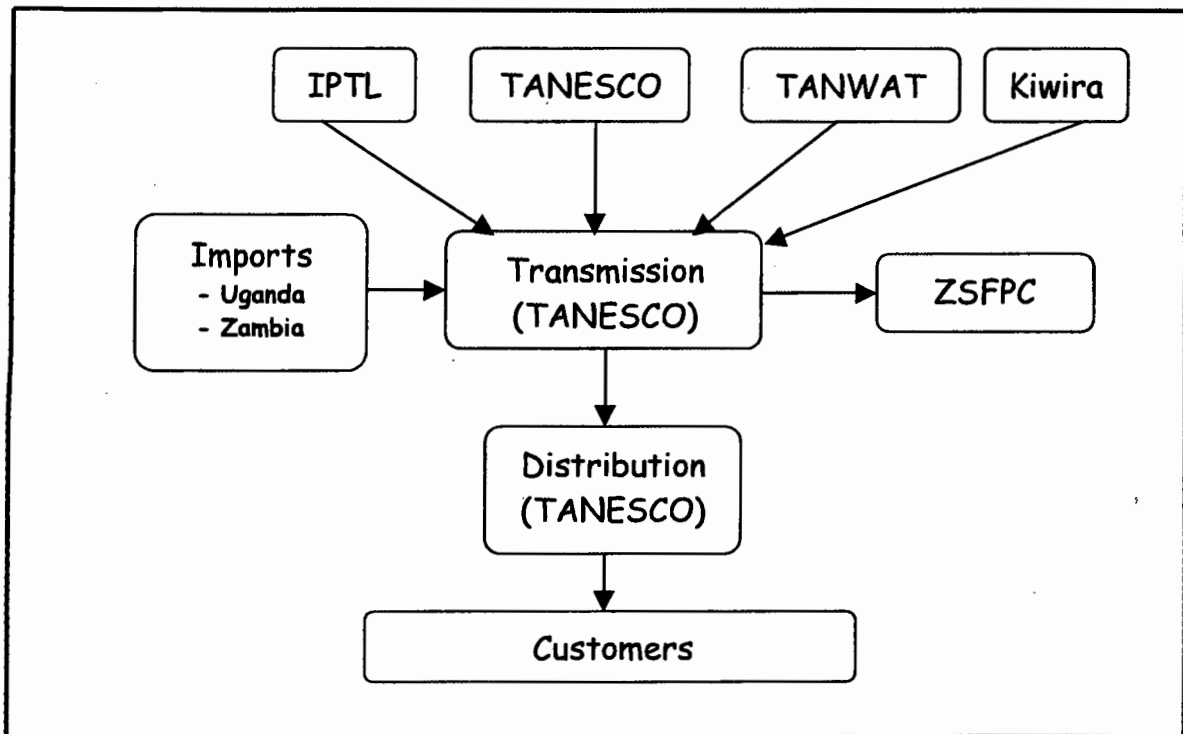 IPTL
TANESCO
TANWAT
Kiwira
Imports
- Uganda
- Zambia
Transmission
(TANESCO)
ZSFPC
Distribution
(TANESCO)
Customers